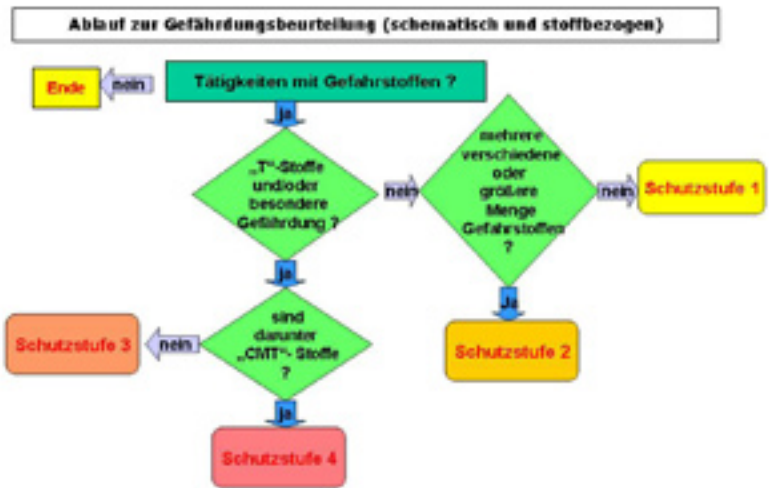 Ablauf zur Gefährdungsbeurteilung (schematisch und stoffbezogen)
Ende
nein
Tätigkeiten mit Gefahrstoffen ?
ja
„T“-Stoffe
und/oder
besondere
Gefährdung ?
nein
mehrere
verschiedene
oder
größere
Menge
Gefahrstoffen
?
nein
Schutzstufe 1
ja
Ja
Schutzstufe 3
nein
sind
darunter
„CMT“- Stoffe
?
Schutzstufe 2
ja
Schutzstufe 4